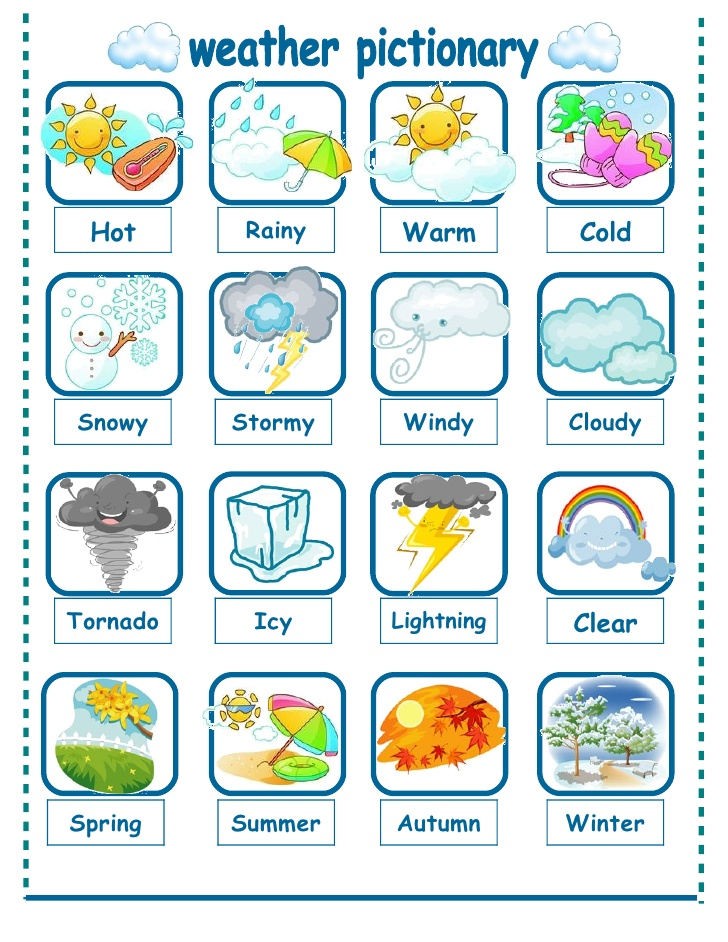 weather pictionary
Hot
Rainy
Warm
Cold
Snowy
Stormy
Windy
Cloudy
Tornado
Icy
Lightning
Clear
Spring
Summer
Autumn
Winter